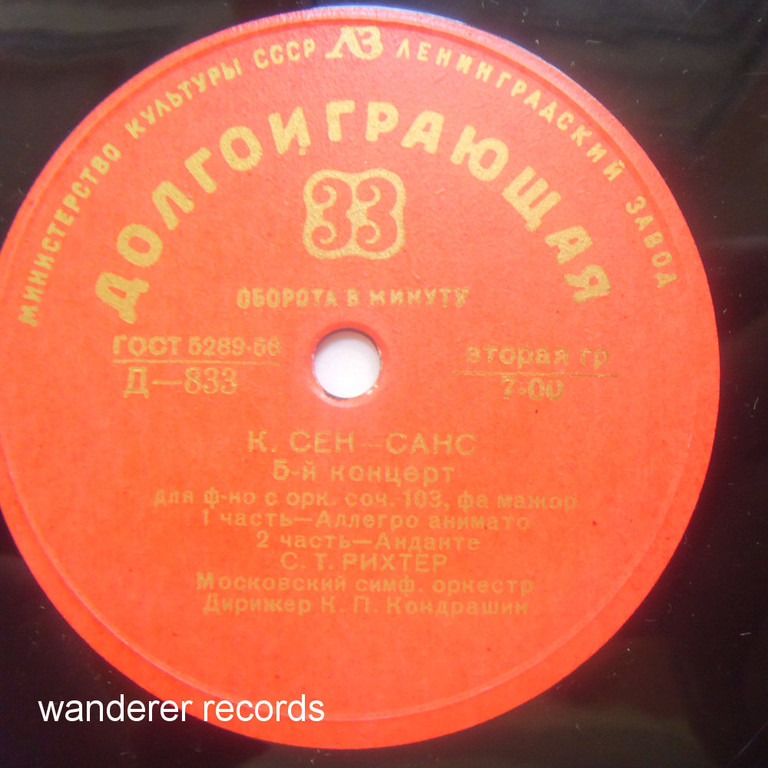 МИНИСТЕРСТВО КУЛЬТУРЫ СССР ЛЗ ЛЕНИНГРАДСКИЙ ЗАВОД
ДОЛГОИГРАЮЩАЯ
33
ОБОРОТА В МИНУТУ
ГОСТ 5289-56
Д—833
вторая гр
7-00
К. СЕН—САНС
5-й концерт
для ф-но с орк. соч. 103, фа мажор
1 часть—Аллегро анимато
2 часть—Анданте
С. Т. РИХТЕР
Московский симф. оркестр
Дирижер К. П. Кондрашин
wanderer records